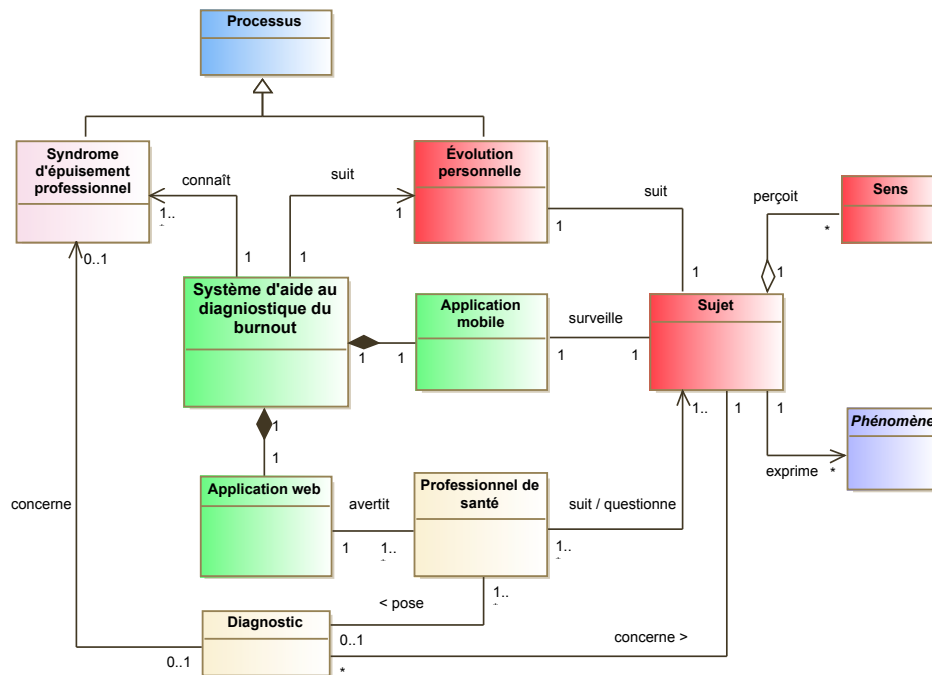 Processus
Syndrome
d'épuisement
professionnel
connaît
suit
Évolution
personnelle
suit
perçoit
Sens
1..
*
1
1
*
0..1
1
1
1
1
Système d'aide au
diagniostique du
burnout
Application
mobile
surveille
Sujet
1
1
1
1
1
1..
1
1
Phénomène
1
Application web
avertit
Professionnel de
santé
suit / questionne
exprime
*
concerne
1
1..
*
1..
*
1..
*
< pose
Diagnostic
0..1
concerne >
0..1
*